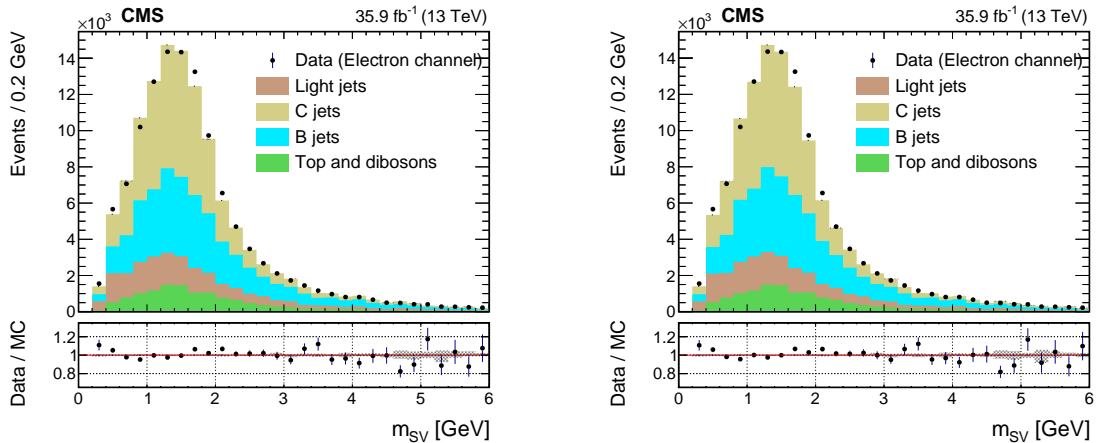 ×10³ CMS 35.9 fb⁻¹ (13 TeV)
Events / 0.2 GeV
14
12
10
8
6
4
2
0
Data (Electron channel)
Light jets
C jets
B jets
Top and dibosons
Data / MC
1.2
1
0.8
0 1 2 3 4 5 6
m_SV [GeV]
×10³ CMS 35.9 fb⁻¹ (13 TeV)
Events / 0.2 GeV
14
12
10
8
6
4
2
0
Data (Electron channel)
Light jets
C jets
B jets
Top and dibosons
Data / MC
1.2
1
0.8
0 1 2 3 4 5 6
m_SV [GeV]